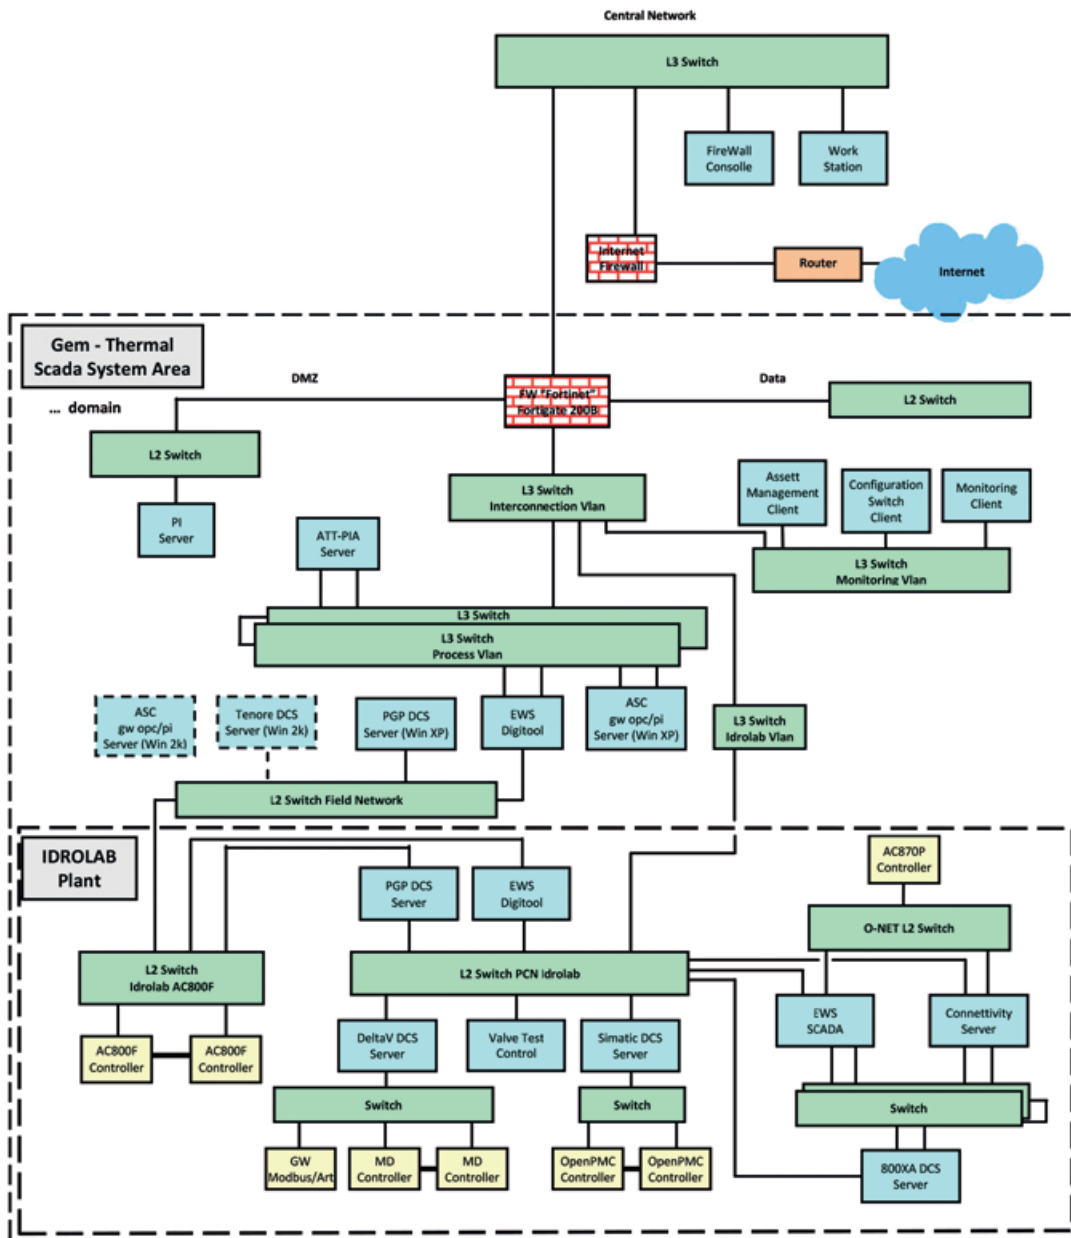 Central Network
L3 Switch
FireWall
Consolle
Work
Station
Internet
Firewall
Router
Internet
Gem - Thermal
Scada System Area
DMZ
FW "Fortinet"
Fortigate 200B
Data
L2 Switch
... domain
L2 Switch
PI
Server
L3 Switch
Interconnection Vlan
Assett
Management
Client
Configuration
Switch
Client
Monitoring
Client
ATT-PIA
Server
L3 Switch
Monitoring Vlan
L3 Switch
L3 Switch
Process Vlan
ASC
gw opc/pi
Server (Win 2k)
Tenore DCS
Server (Win 2k)
PGP DCS
Server (Win XP)
EWS
Digitool
ASC
gw opc/pi
Server (Win XP)
L3 Switch
Idrolab Vlan
L2 Switch Field Network
IDROLAB
Plant
PGP DCS
Server
EWS
Digitool
AC870P
Controller
O-NET L2 Switch
L2 Switch
Idrolab AC800F
L2 Switch PCN Idrolab
AC800F
Controller
AC800F
Controller
DeltaV DCS
Server
Valve Test
Control
Simatic DCS
Server
EWS
SCADA
Connettivity
Server
Switch
Switch
Switch
GW
Modbus/Art
MD
Controller
MD
Controller
OpenPMC
Controller
OpenPMC
Controller
800XA DCS
Server